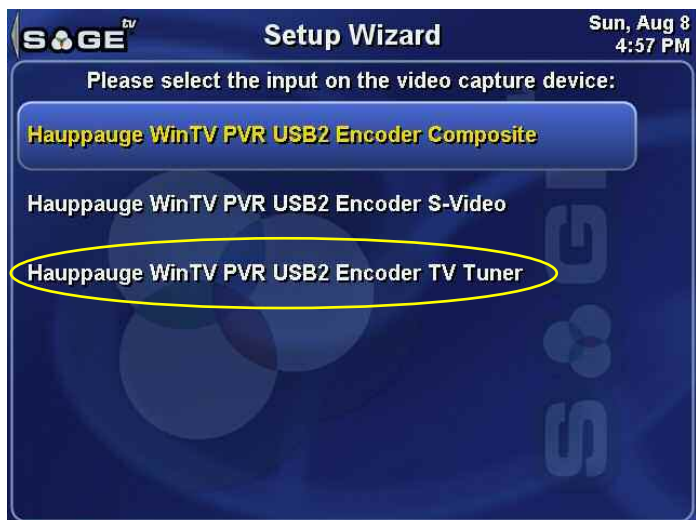 SAGE tv
Setup Wizard
Sun, Aug 8
4:57 PM
Please select the input on the video capture device:
Hauppauge WinTV PVR USB2 Encoder Composite
Hauppauge WinTV PVR USB2 Encoder S-Video
Hauppauge WinTV PVR USB2 Encoder TV Tuner
SAGE